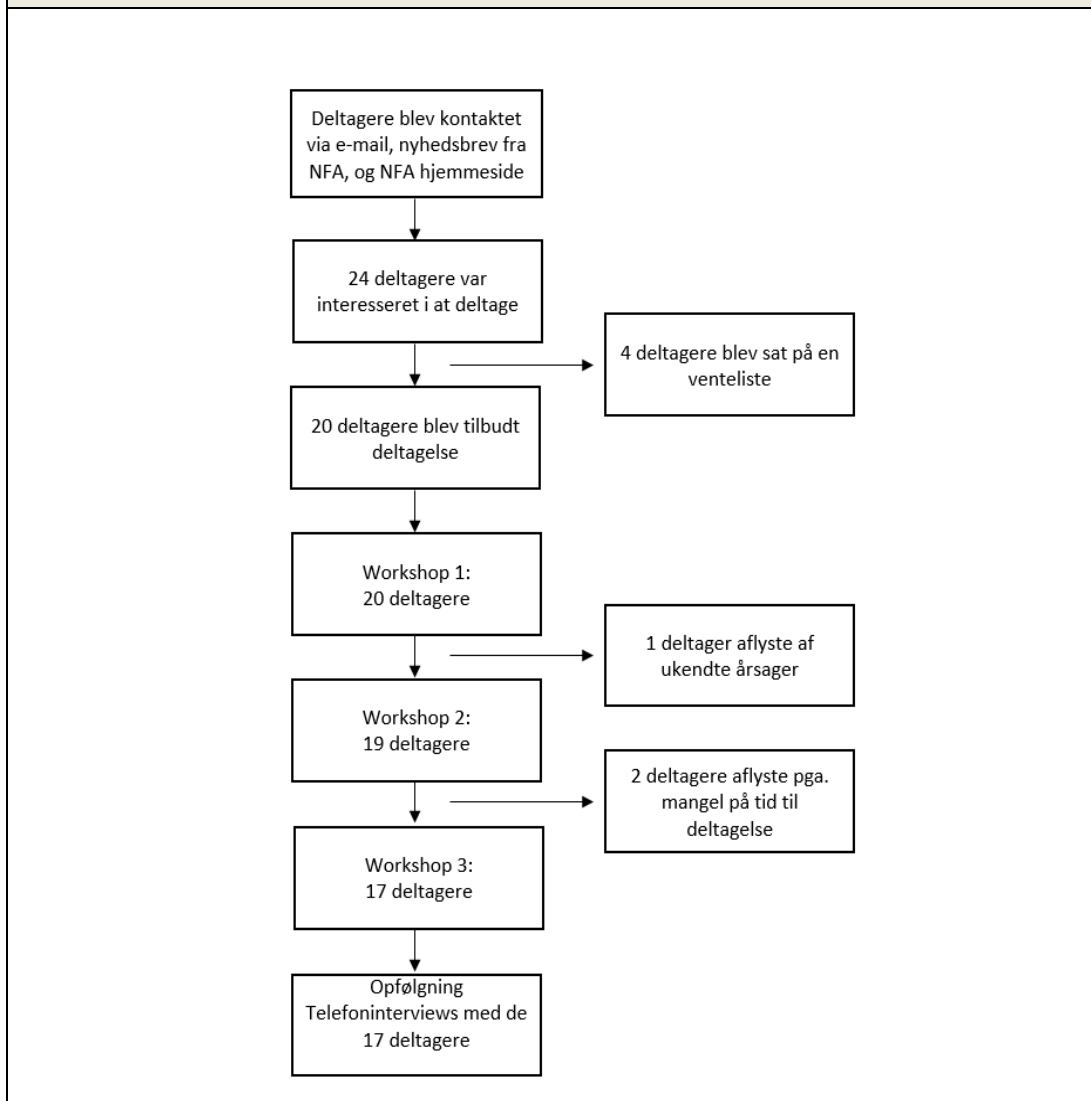 Deltagere blev kontaktet
via e-mail, nyhedsbrev fra
NFA, og NFA hjemmeside
24 deltagere var
interesseret i at deltage
4 deltagere blev sat på en
venteliste
20 deltagere blev tilbudt
deltagelse
Workshop 1:
20 deltagere
1 deltager aflyste af
ukendte årsager
Workshop 2:
19 deltagere
2 deltagere aflyste pga.
mangel på tid til
deltagelse
Workshop 3:
17 deltagere
Opfølgning
Telefoninterviews med de
17 deltagere